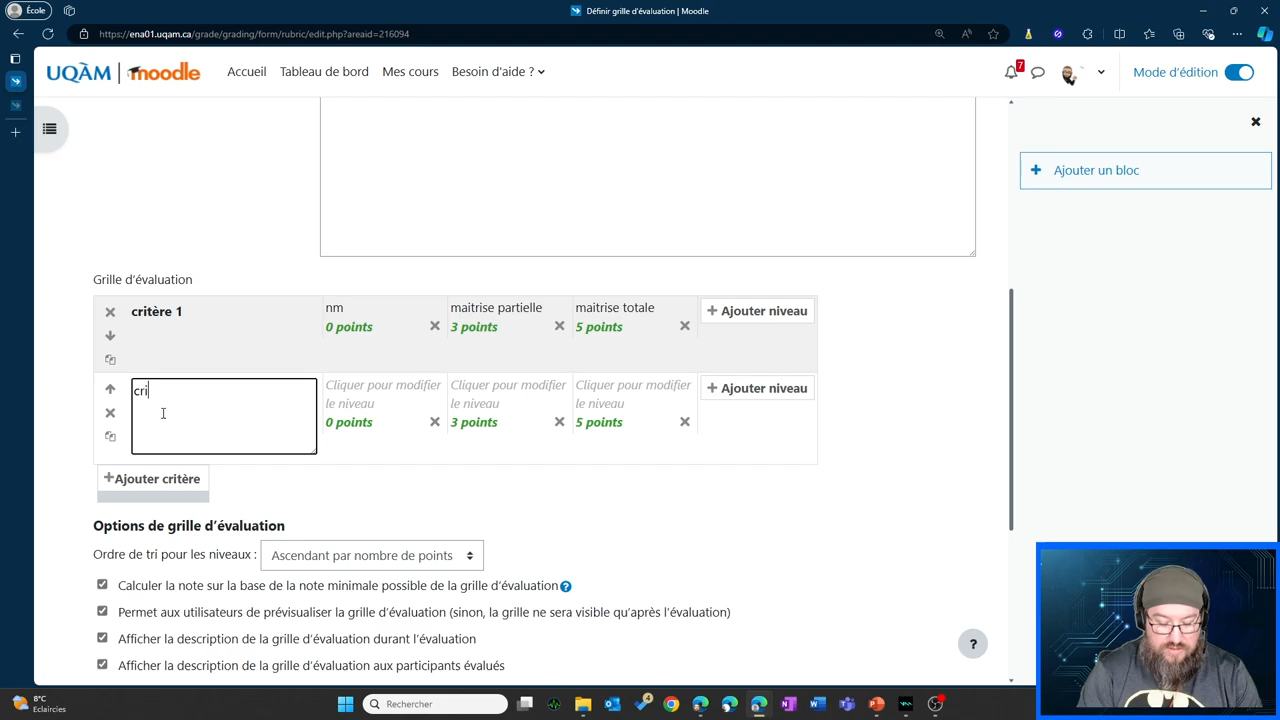 École
Définir grille d'évaluation | Moodle
https://ena01.uqam.ca/grade/grading/form/rubric/edit.php?areaid=216094
UQÀM | moodle
Accueil Tableau de bord Mes cours Besoin d'aide ?
7
Mode d'édition
+ Ajouter un bloc
Grille d'évaluation
critère 1
nm
0 points
maitrise partielle
3 points
maitrise totale
5 points
+ Ajouter niveau
cri
Cliquer pour modifier
le niveau
0 points
Cliquer pour modifier
le niveau
3 points
Cliquer pour modifier
le niveau
5 points
+ Ajouter niveau
+Ajouter critère
Options de grille d'évaluation
Ordre de tri pour les niveaux : Ascendant par nombre de points
Calculer la note sur la base de la note minimale possible de la grille d'évaluation ?
Permet aux utilisateurs de prévisualiser la grille d'évaluation (sinon, la grille ne sera visible qu'après l'évaluation)
Afficher la description de la grille d'évaluation durant l'évaluation
Afficher la description de la grille d'évaluation aux participants évalués
?
8°C
Eclaircies
Rechercher
4